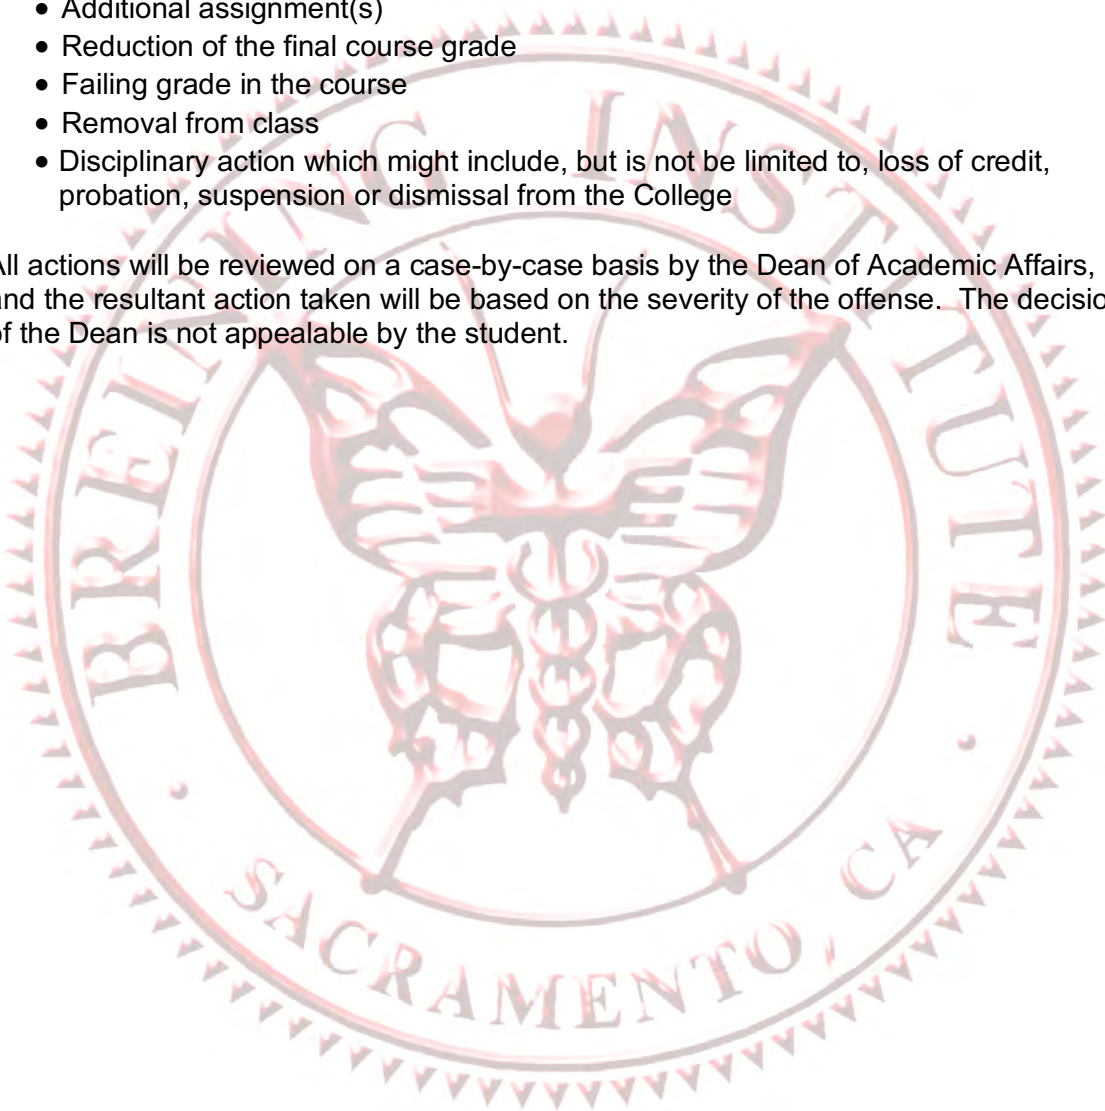 • Additional assignment(s)
• Reduction of the final course grade
• Failing grade in the course
• Removal from class
• Disciplinary action which might include, but is not be limited to, loss of credit,
probation, suspension or dismissal from the College
All actions will be reviewed on a case-by-case basis by the Dean of Academic Affairs,
and the resultant action taken will be based on the severity of the offense. The decisio
of the Dean is not appealable by the student.
BREINING INSTITUTE
• SACRAMENTO, CA •